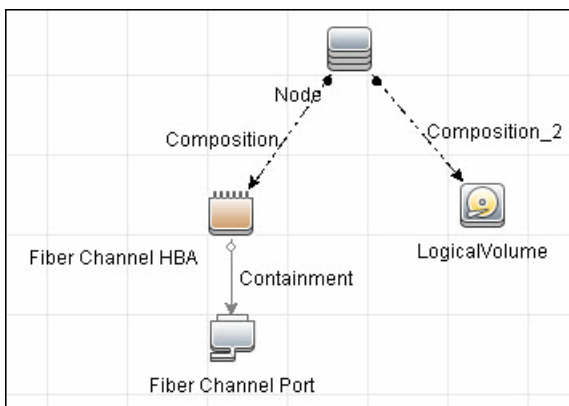 Node
Composition
Composition_2
Fiber Channel HBA
LogicalVolume
Containment
Fiber Channel Port